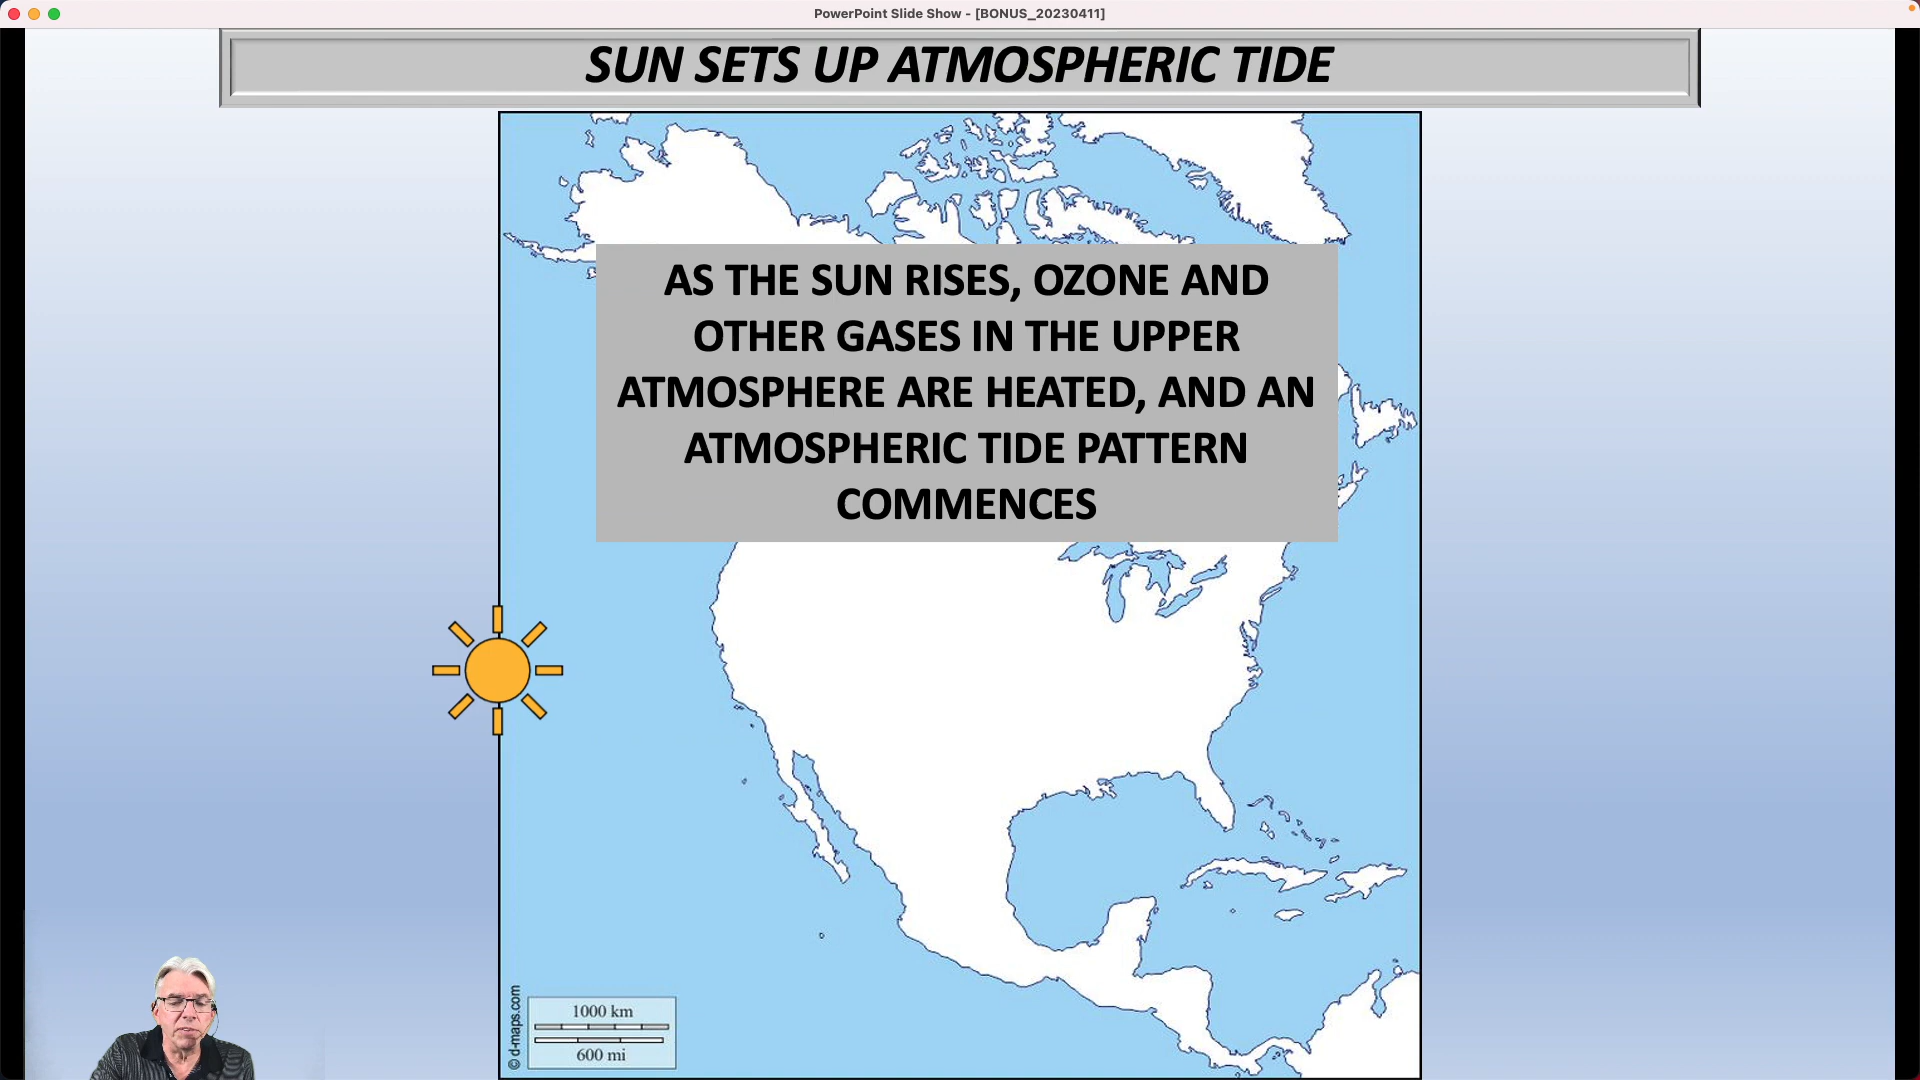 PowerPoint Slide Show - [BONUS_20230411]
SUN SETS UP ATMOSPHERIC TIDE
AS THE SUN RISES, OZONE AND
OTHER GASES IN THE UPPER
ATMOSPHERE ARE HEATED, AND AN
ATMOSPHERIC TIDE PATTERN
COMMENCES
© d-maps.com
1000 km
600 mi